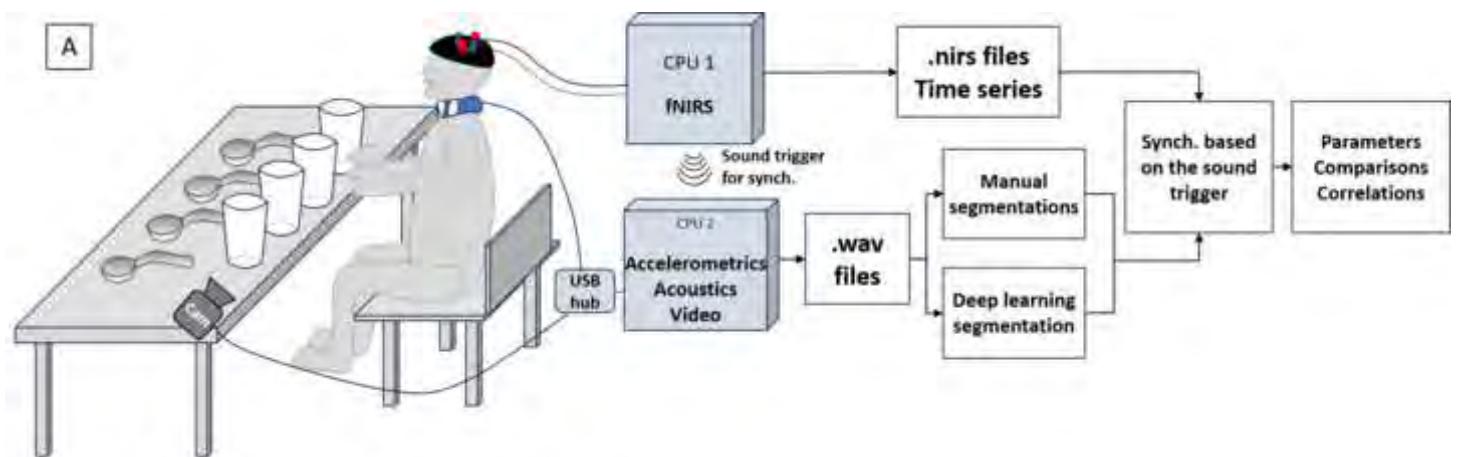 A
CPU 1
fNIRS
Sound trigger
for synch.
CPU 2
Accelerometrics
Acoustics
Video
USB
hub
.nirs files
Time series
.wav
files
Manual
segmentations
Deep learning
segmentation
Synch. based
on the sound
trigger
Parameters
Comparisons
Correlations